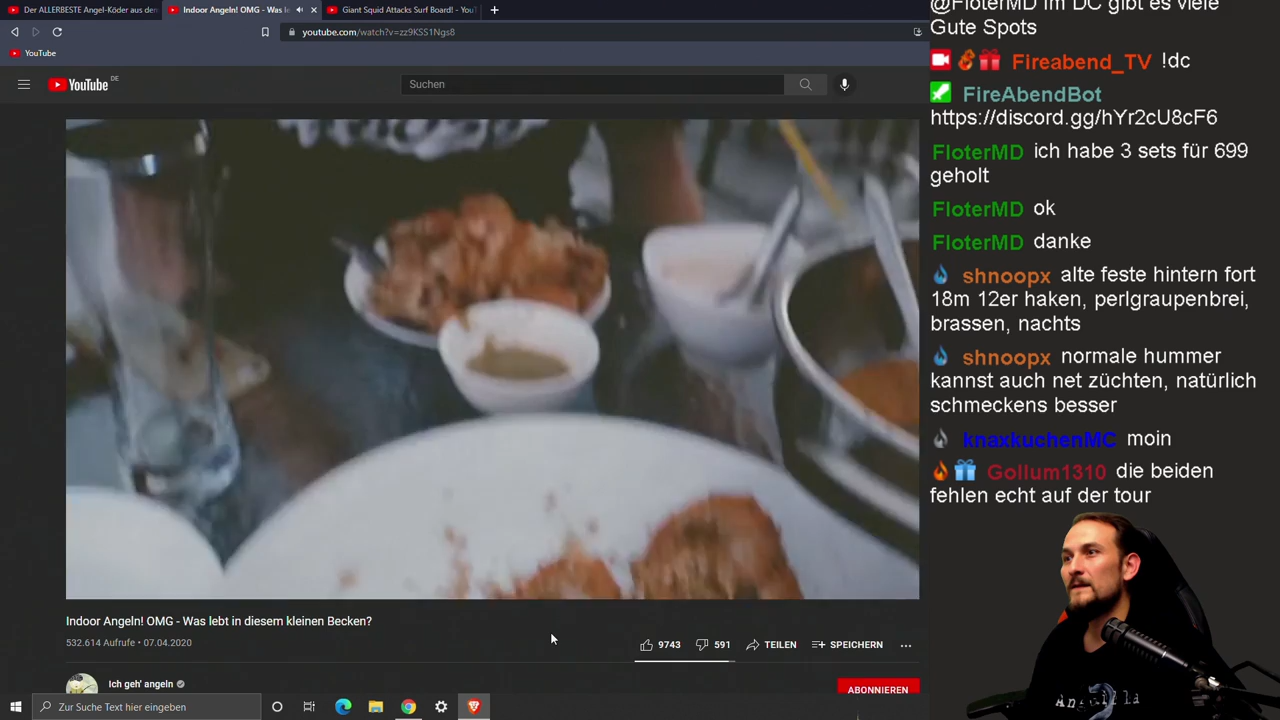 Der ALLERBESTE Angel-Köder aus dem
Indoor Angeln! OMG - Was le
Giant Squid Attacks Surf Board! - YouT
youtube.com/watch?v=zz9KSS1Ngs8
YouTube
YouTube DE
Suchen
Indoor Angeln! OMG - Was lebt in diesem kleinen Becken?
532.614 Aufrufe • 07.04.2020
9743
591
TEILEN
SPEICHERN
Ich geh' angeln
ABONNIEREN
Zur Suche Text hier eingeben
@FloterMD im DC gibt es viele
Gute Spots
Fireabend_TV !dc
FireAbendBot
https://discord.gg/hYr2cU8cF6
FloterMD ich habe 3 sets für 699
geholt
FloterMD ok
FloterMD danke
shnoopx alte feste hintern fort
18m 12er haken, perlgraupenbrei,
brassen, nachts
shnoopx normale hummer
kannst auch net züchten, natürlich
schmeckens besser
knaxkuchenMC moin
Gollum1310 die beiden
fehlen echt auf der tour